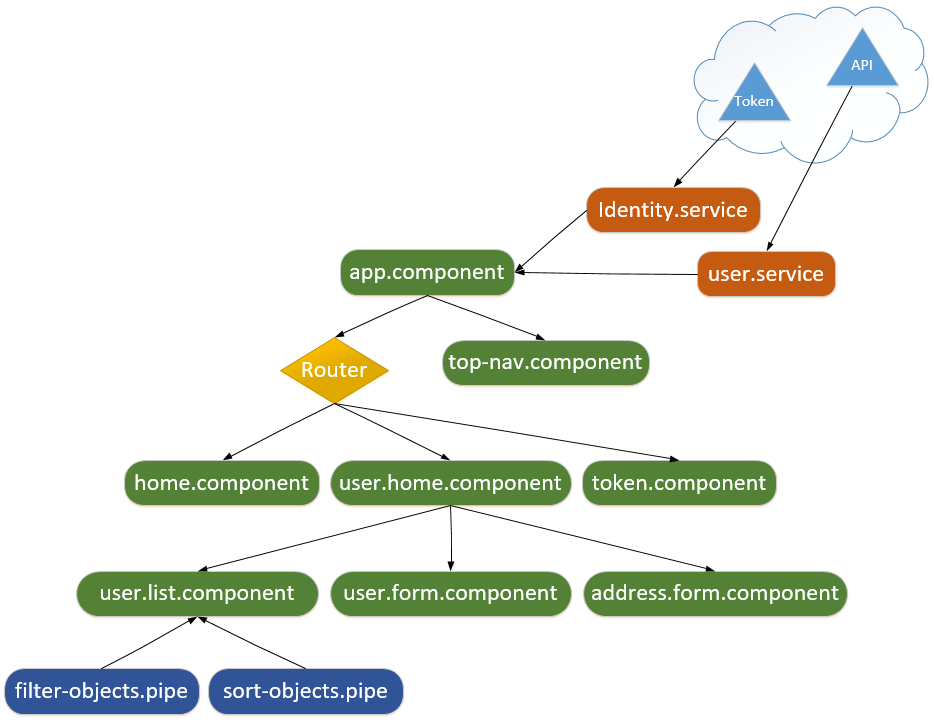 API
Token
Identity.service
app.component
user.service
Router
top-nav.component
home.component
user.home.component
token.component
user.list.component
user.form.component
address.form.component
filter-objects.pipe
sort-objects.pipe